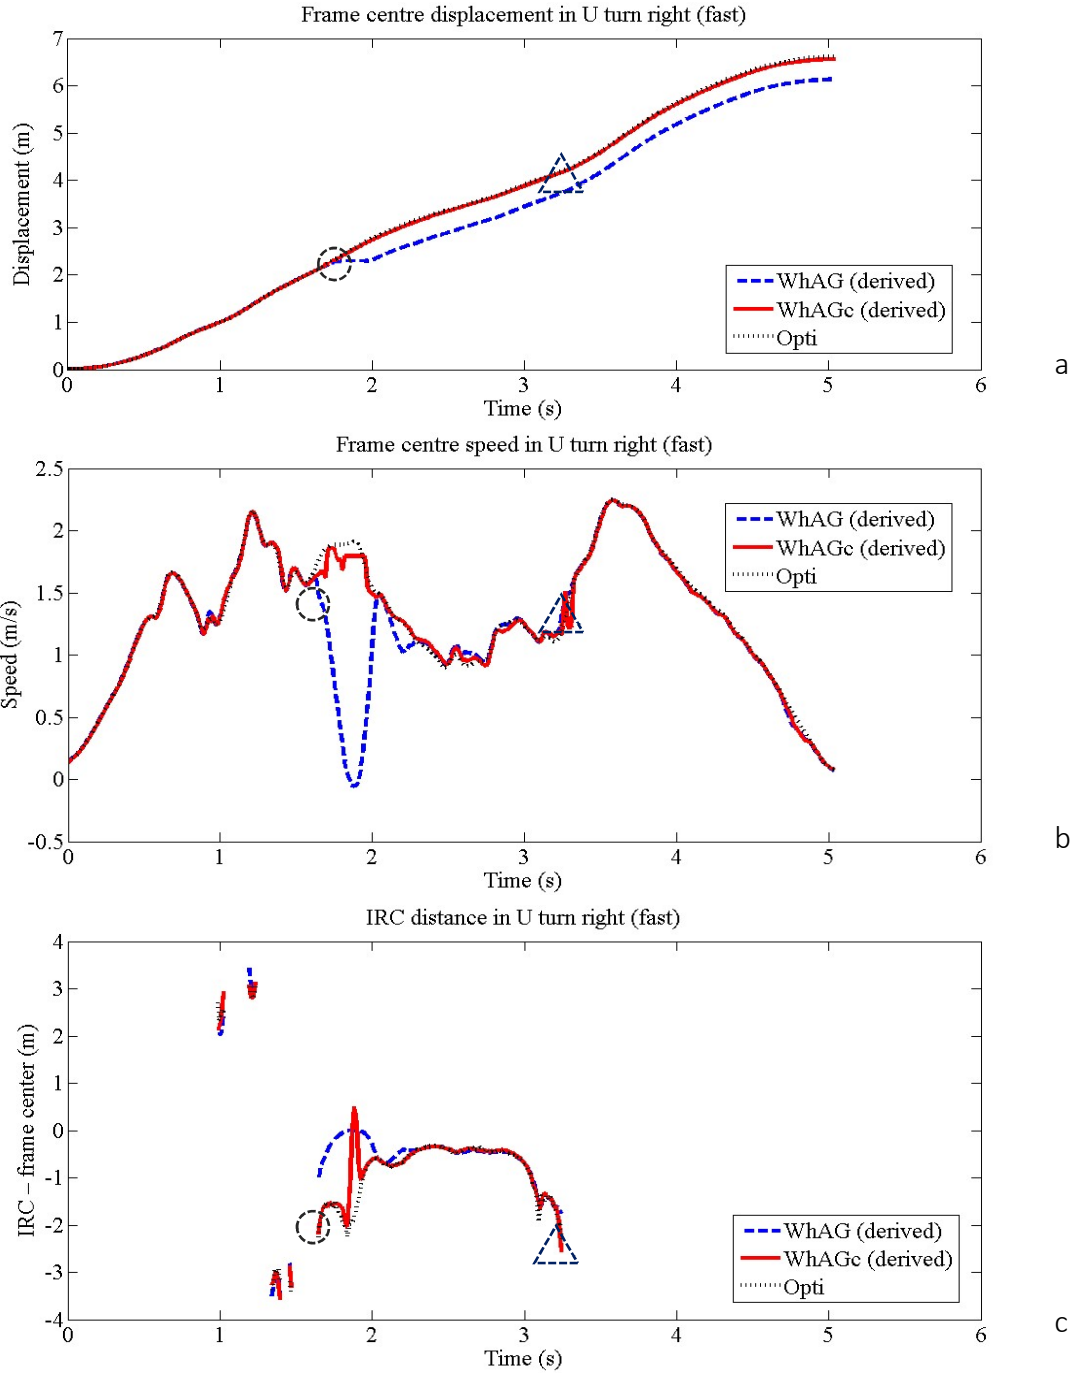 Frame centre displacement in U turn right (fast)
7
6
5
4
3
2
1
0
Displacement (m)
WhAG (derived)
WhAGc (derived)
Opti
0 1 2 3 4 5 6
Time (s)
a
Frame centre speed in U turn right (fast)
2.5
2
1.5
1
0.5
0
-0.5
Speed (m/s)
WhAG (derived)
WhAGc (derived)
Opti
0 1 2 3 4 5 6
Time (s)
b
IRC distance in U turn right (fast)
4
3
2
1
0
-1
-2
-3
-4
IRC – frame center (m)
WhAG (derived)
WhAGc (derived)
Opti
0 1 2 3 4 5 6
Time (s)
c